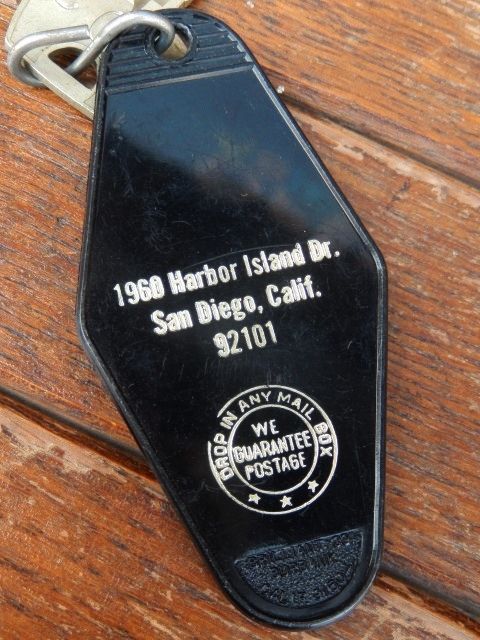 1960 Harbor Island Dr.
San Diego, Calif.
92101
DROP IN ANY MAIL BOX
WE
GUARANTEE
POSTAGE